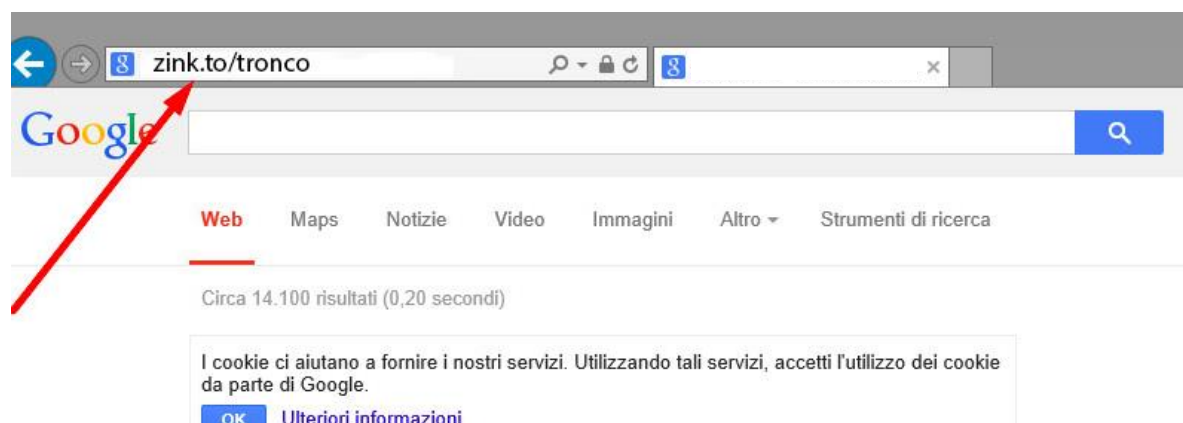 zink.to/tronco
8
8
Google
Web Maps Notizie Video Immagini Altro Strumenti di ricerca
Circa 14.100 risultati (0,20 secondi)
I cookie ci aiutano a fornire i nostri servizi. Utilizzando tali servizi, accetti l'utilizzo dei cookie
da parte di Google.
OK Ulteriori informazioni